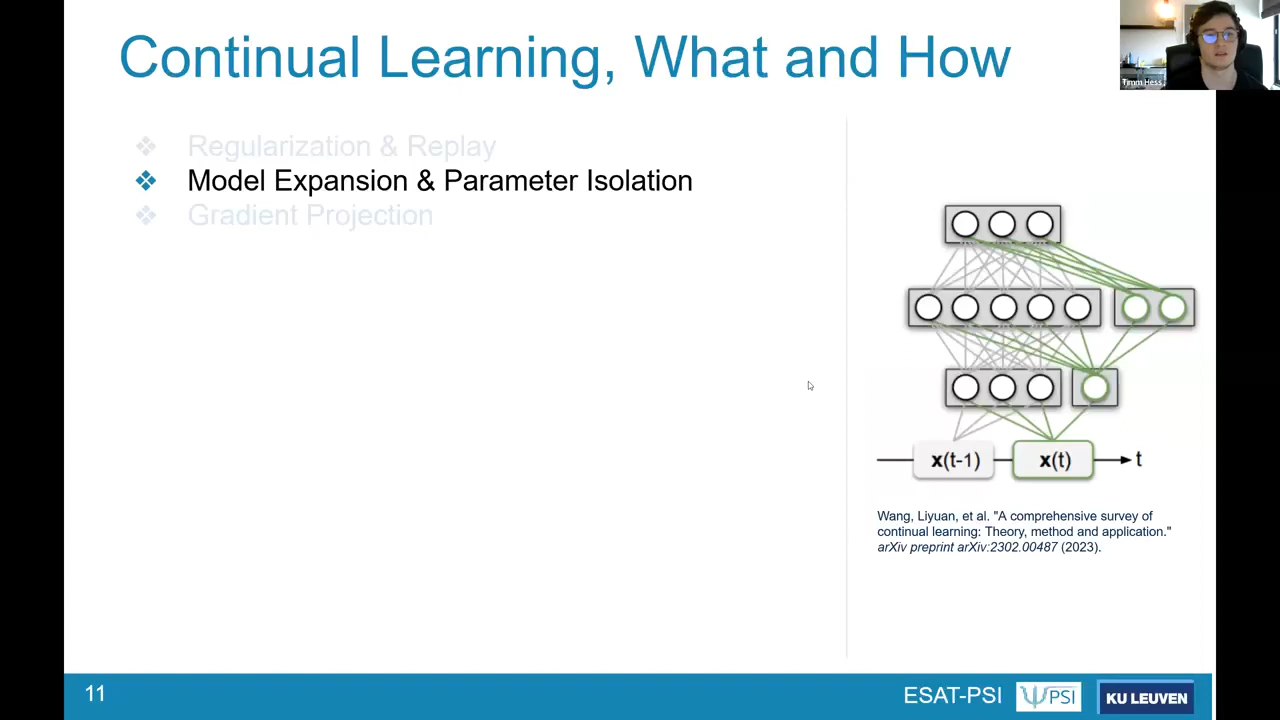 Continual Learning, What and How
Timm Hess
❖ Regularization & Replay
❖ Model Expansion & Parameter Isolation
❖ Gradient Projection
x(t-1)
x(t)
t
Wang, Liyuan, et al. "A comprehensive survey of
continual learning: Theory, method and application."
arXiv preprint arXiv:2302.00487 (2023).
11
ESAT-PSI
PSI
KU LEUVEN